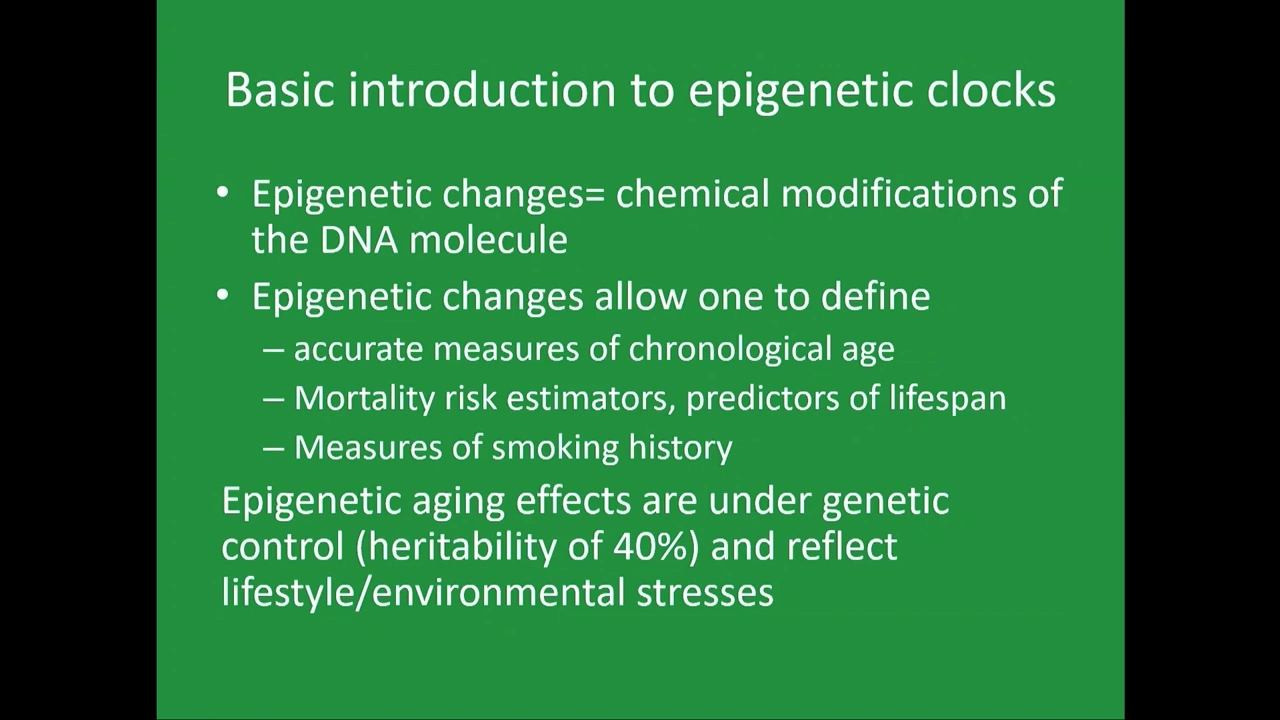 Basic introduction to epigenetic clocks
• Epigenetic changes= chemical modifications of
the DNA molecule
• Epigenetic changes allow one to define
– accurate measures of chronological age
– Mortality risk estimators, predictors of lifespan
– Measures of smoking history
Epigenetic aging effects are under genetic
control (heritability of 40%) and reflect
lifestyle/environmental stresses